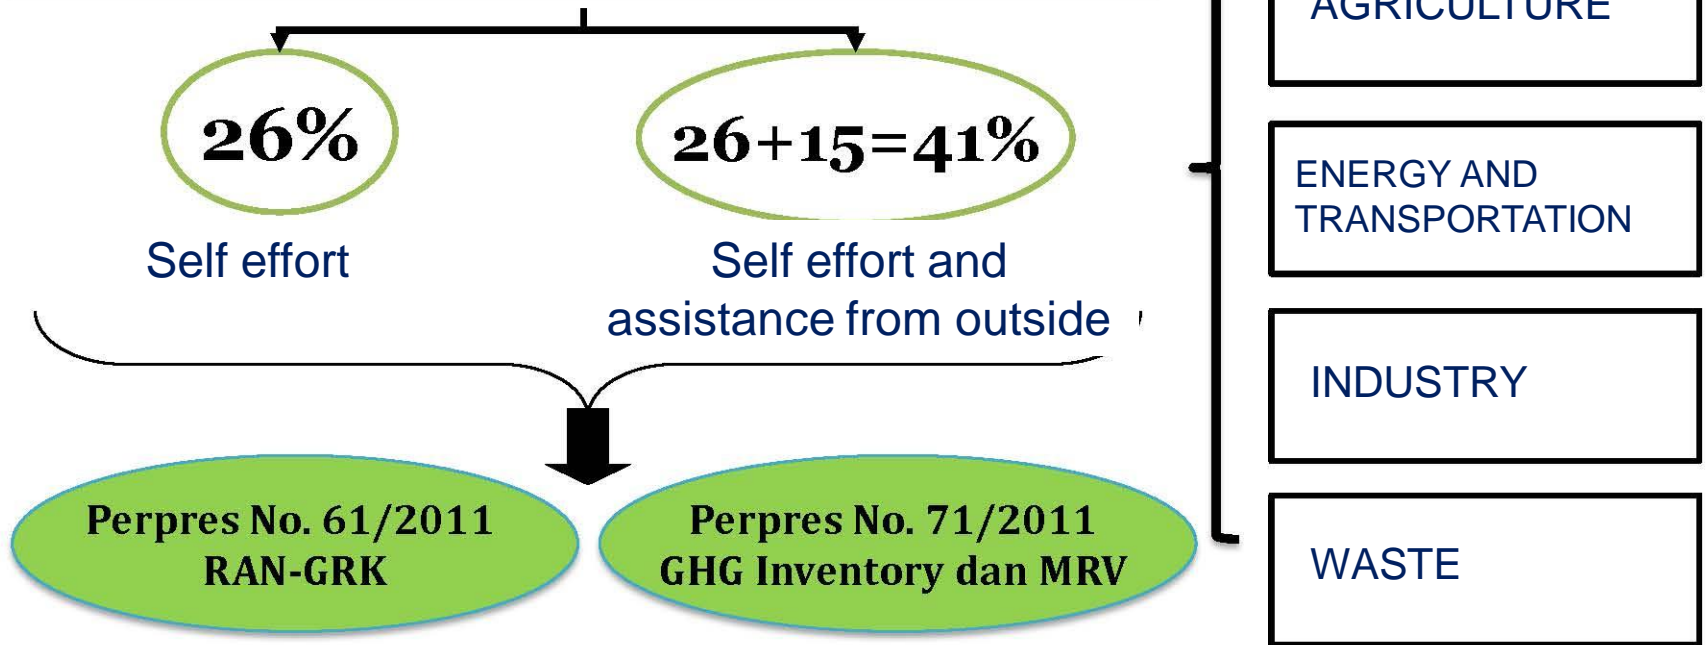 26%
26+15=41%
Self effort
Self effort and
assistance from outside
Perpres No. 61/2011
RAN-GRK
Perpres No. 71/2011
GHG Inventory dan MRV
AGRICULTURE
ENERGY AND
TRANSPORTATION
INDUSTRY
WASTE